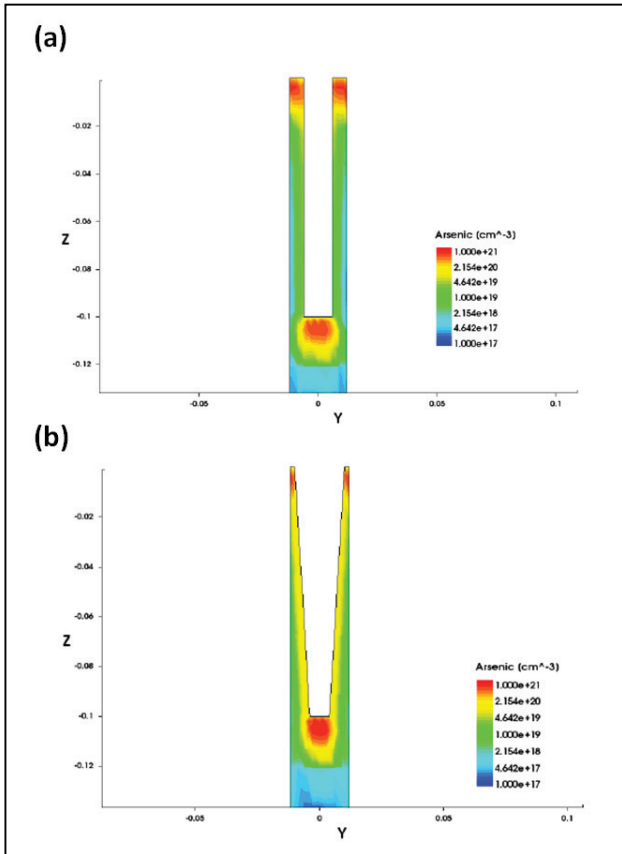 (a)
-0.02
-0.04
-0.06
-0.08
-0.1
-0.12
Z
-0.05
0
0.05
0.1
Y
Arsenic (cm^-3)
1.000e+21
2.154e+20
4.642e+19
1.000e+19
2.154e+18
4.642e+17
1.000e+17
(b)
-0.02
-0.04
-0.06
-0.08
-0.1
-0.12
Z
-0.05
0
0.05
0.1
Y
Arsenic (cm^-3)
1.000e+21
2.154e+20
4.642e+19
1.000e+19
2.154e+18
4.642e+17
1.000e+17